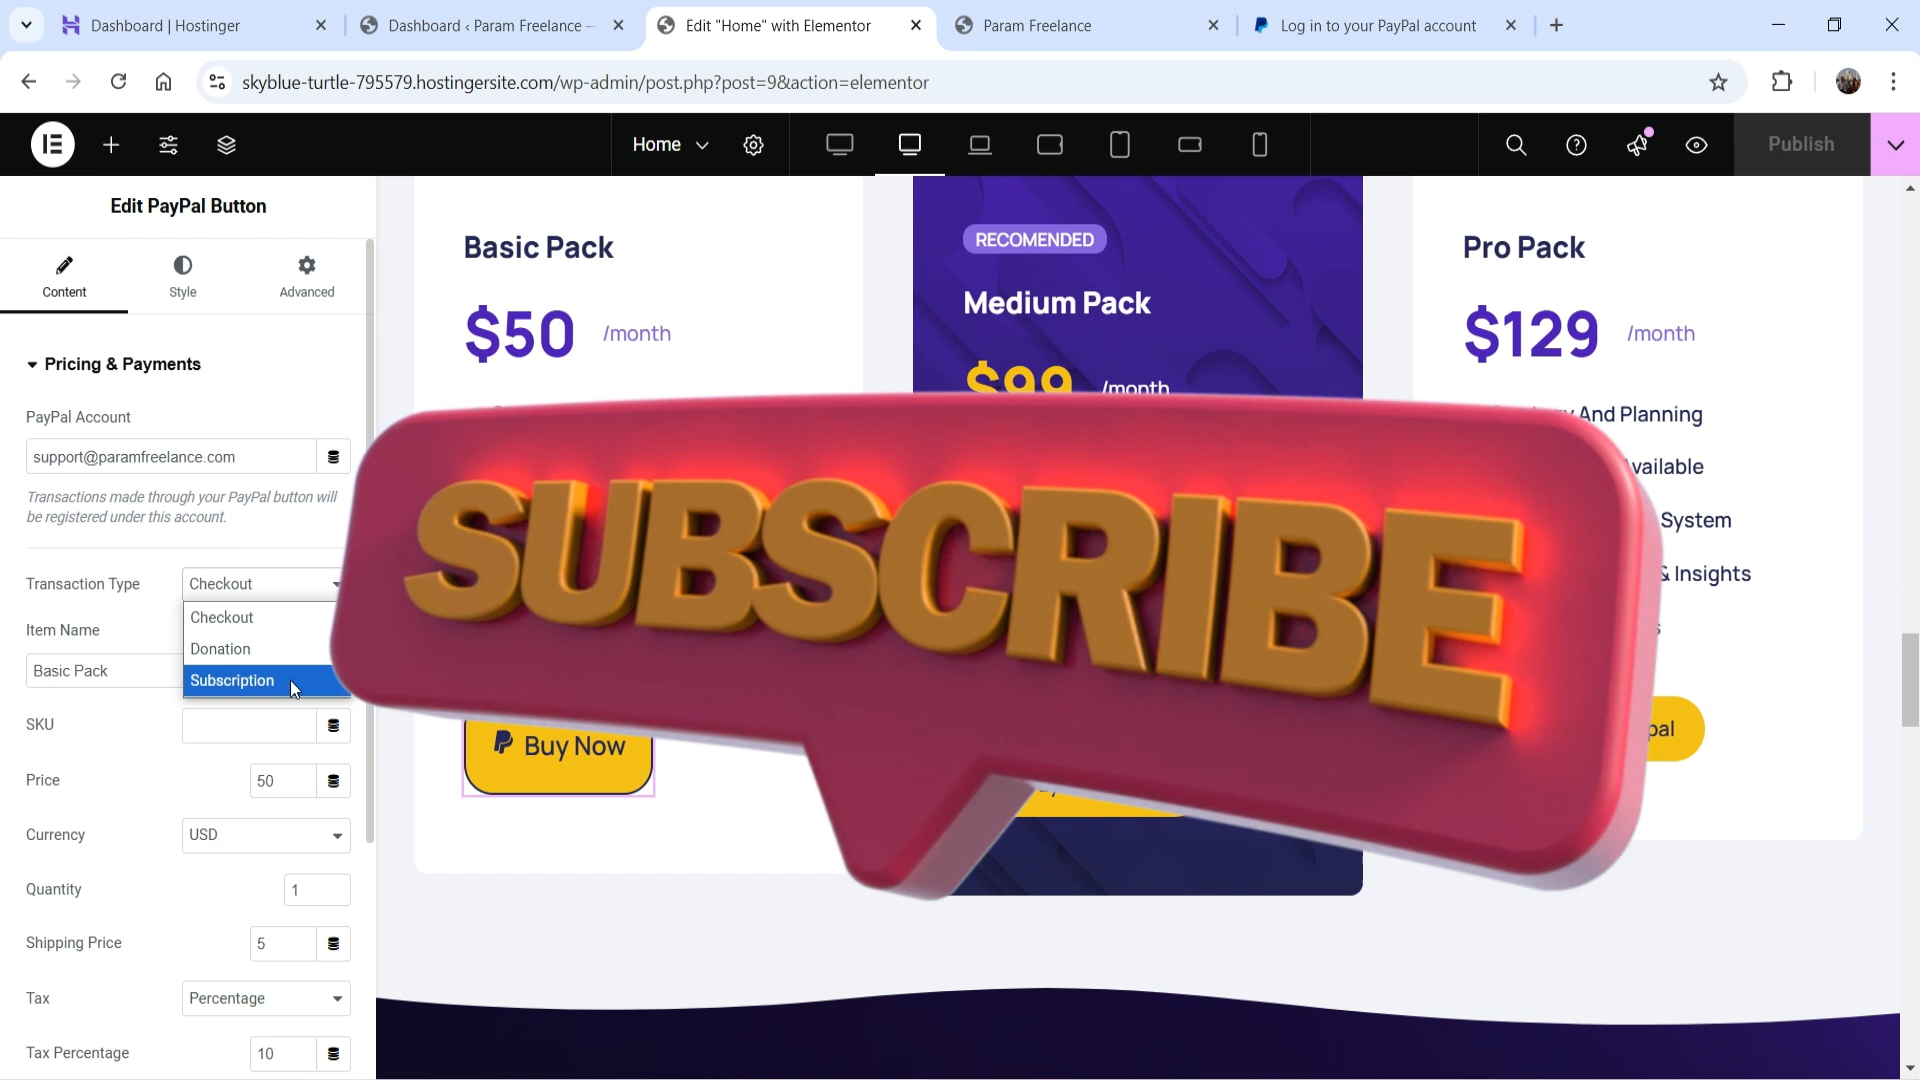 Dashboard | Hostinger
Dashboard ‹ Param Freelance –
Edit "Home" with Elementor
Param Freelance
Log in to your PayPal account
skyblue-turtle-795579.hostingersite.com/wp-admin/post.php?post=9&action=elementor
Home
Publish
Edit PayPal Button
Content
Style
Advanced
Pricing & Payments
PayPal Account
support@paramfreelance.com
Transactions made through your PayPal button will
be registered under this account.
Transaction Type
Checkout
Checkout
Donation
Subscription
Item Name
Basic Pack
SKU
Price
50
Currency
USD
Quantity
1
Shipping Price
5
Tax
Percentage
Tax Percentage
10
Basic Pack
$50 /month
Buy Now
RECOMENDED
Medium Pack
$99 /month
Pro Pack
$129 /month
And Planning
System
& Insights
SUBSCRIBE